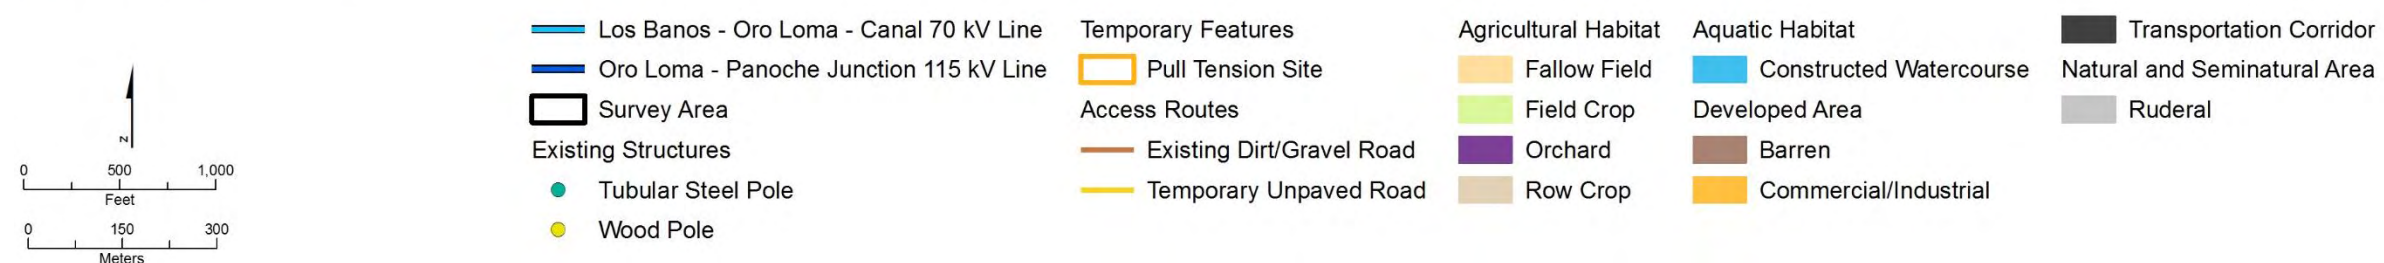 N
0 500 1,000
Feet
0 150 300
Meters
Los Banos - Oro Loma - Canal 70 kV Line
Oro Loma - Panoche Junction 115 kV Line
Survey Area
Existing Structures
Tubular Steel Pole
Wood Pole
Temporary Features
Pull Tension Site
Access Routes
Existing Dirt/Gravel Road
Temporary Unpaved Road
Agricultural Habitat
Fallow Field
Field Crop
Orchard
Row Crop
Aquatic Habitat
Constructed Watercourse
Developed Area
Barren
Commercial/Industrial
Transportation Corridor
Natural and Seminatural Area
Ruderal